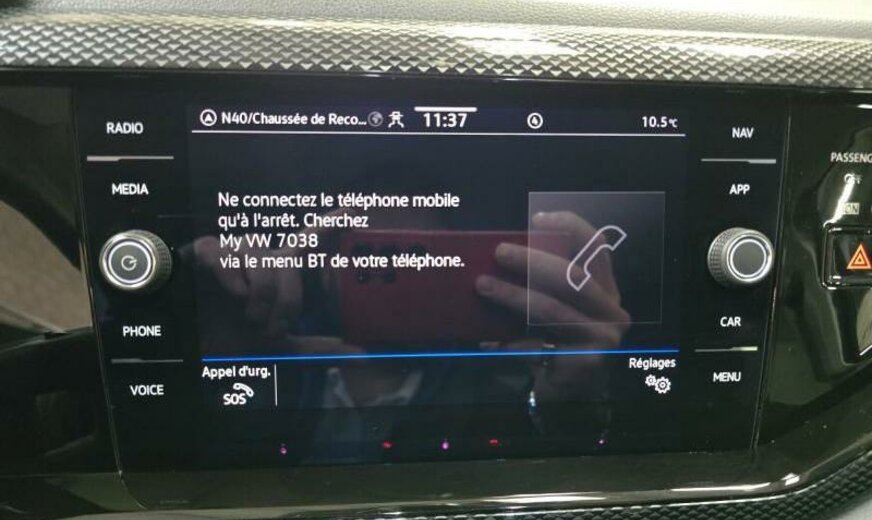 RADIO
MEDIA
PHONE
VOICE
N40/Chaussée de Reco... 11:37 4 10.5°C
Ne connectez le téléphone mobile
qu'à l'arrêt. Cherchez
My VW 7038
via le menu BT de votre téléphone.
Appel d'urg.
SOS
Réglages
NAV
APP
CAR
MENU
PASSENG